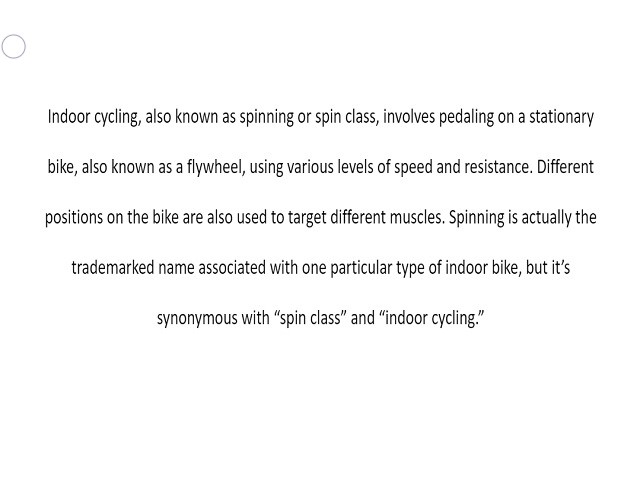 Indoor cycling, also known as spinning or spin class, involves pedaling on a stationary
bike, also known as a flywheel, using various levels of speed and resistance. Different
positions on the bike are also used to target different muscles. Spinning is actually the
trademarked name associated with one particular type of indoor bike, but it’s
synonymous with “spin class” and “indoor cycling.”